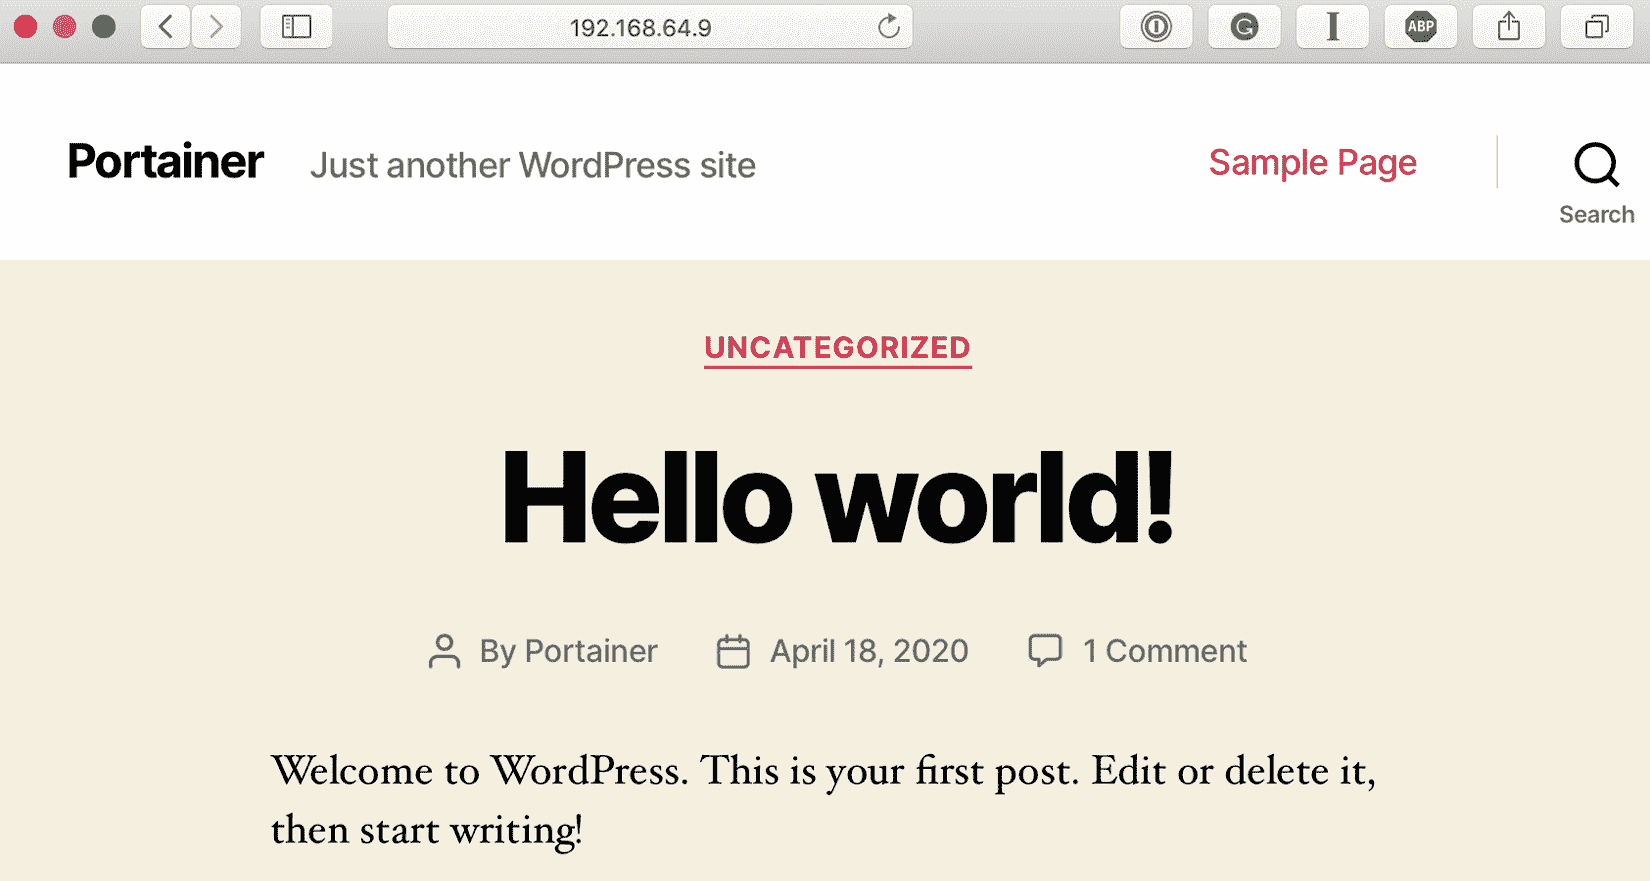 192.168.64.9
ABP
Portainer Just another WordPress site Sample Page
Search
UNCATEGORIZED
Hello world!
By Portainer April 18, 2020 1 Comment
Welcome to WordPress. This is your first post. Edit or delete it,
then start writing!